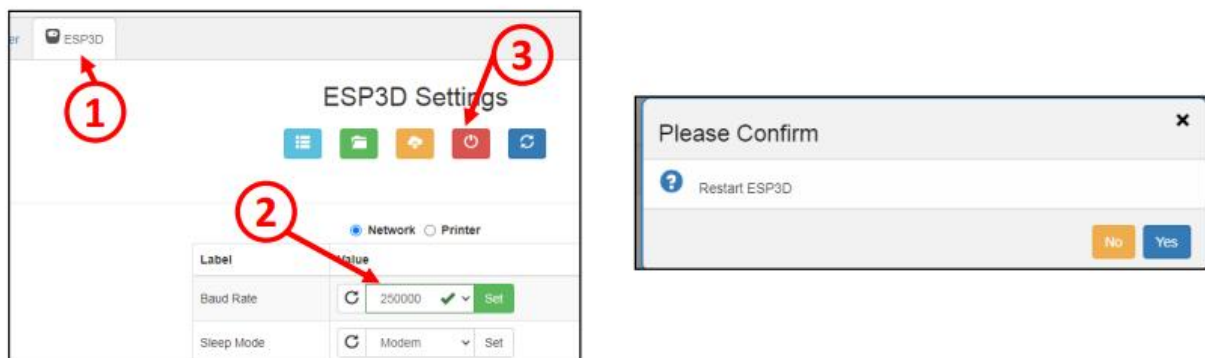 er ESP3D
1
3
ESP3D Settings
2
Network Printer
Label Value
Baud Rate 250000 Set
Sleep Mode Modem Set
Please Confirm
Restart ESP3D
No Yes